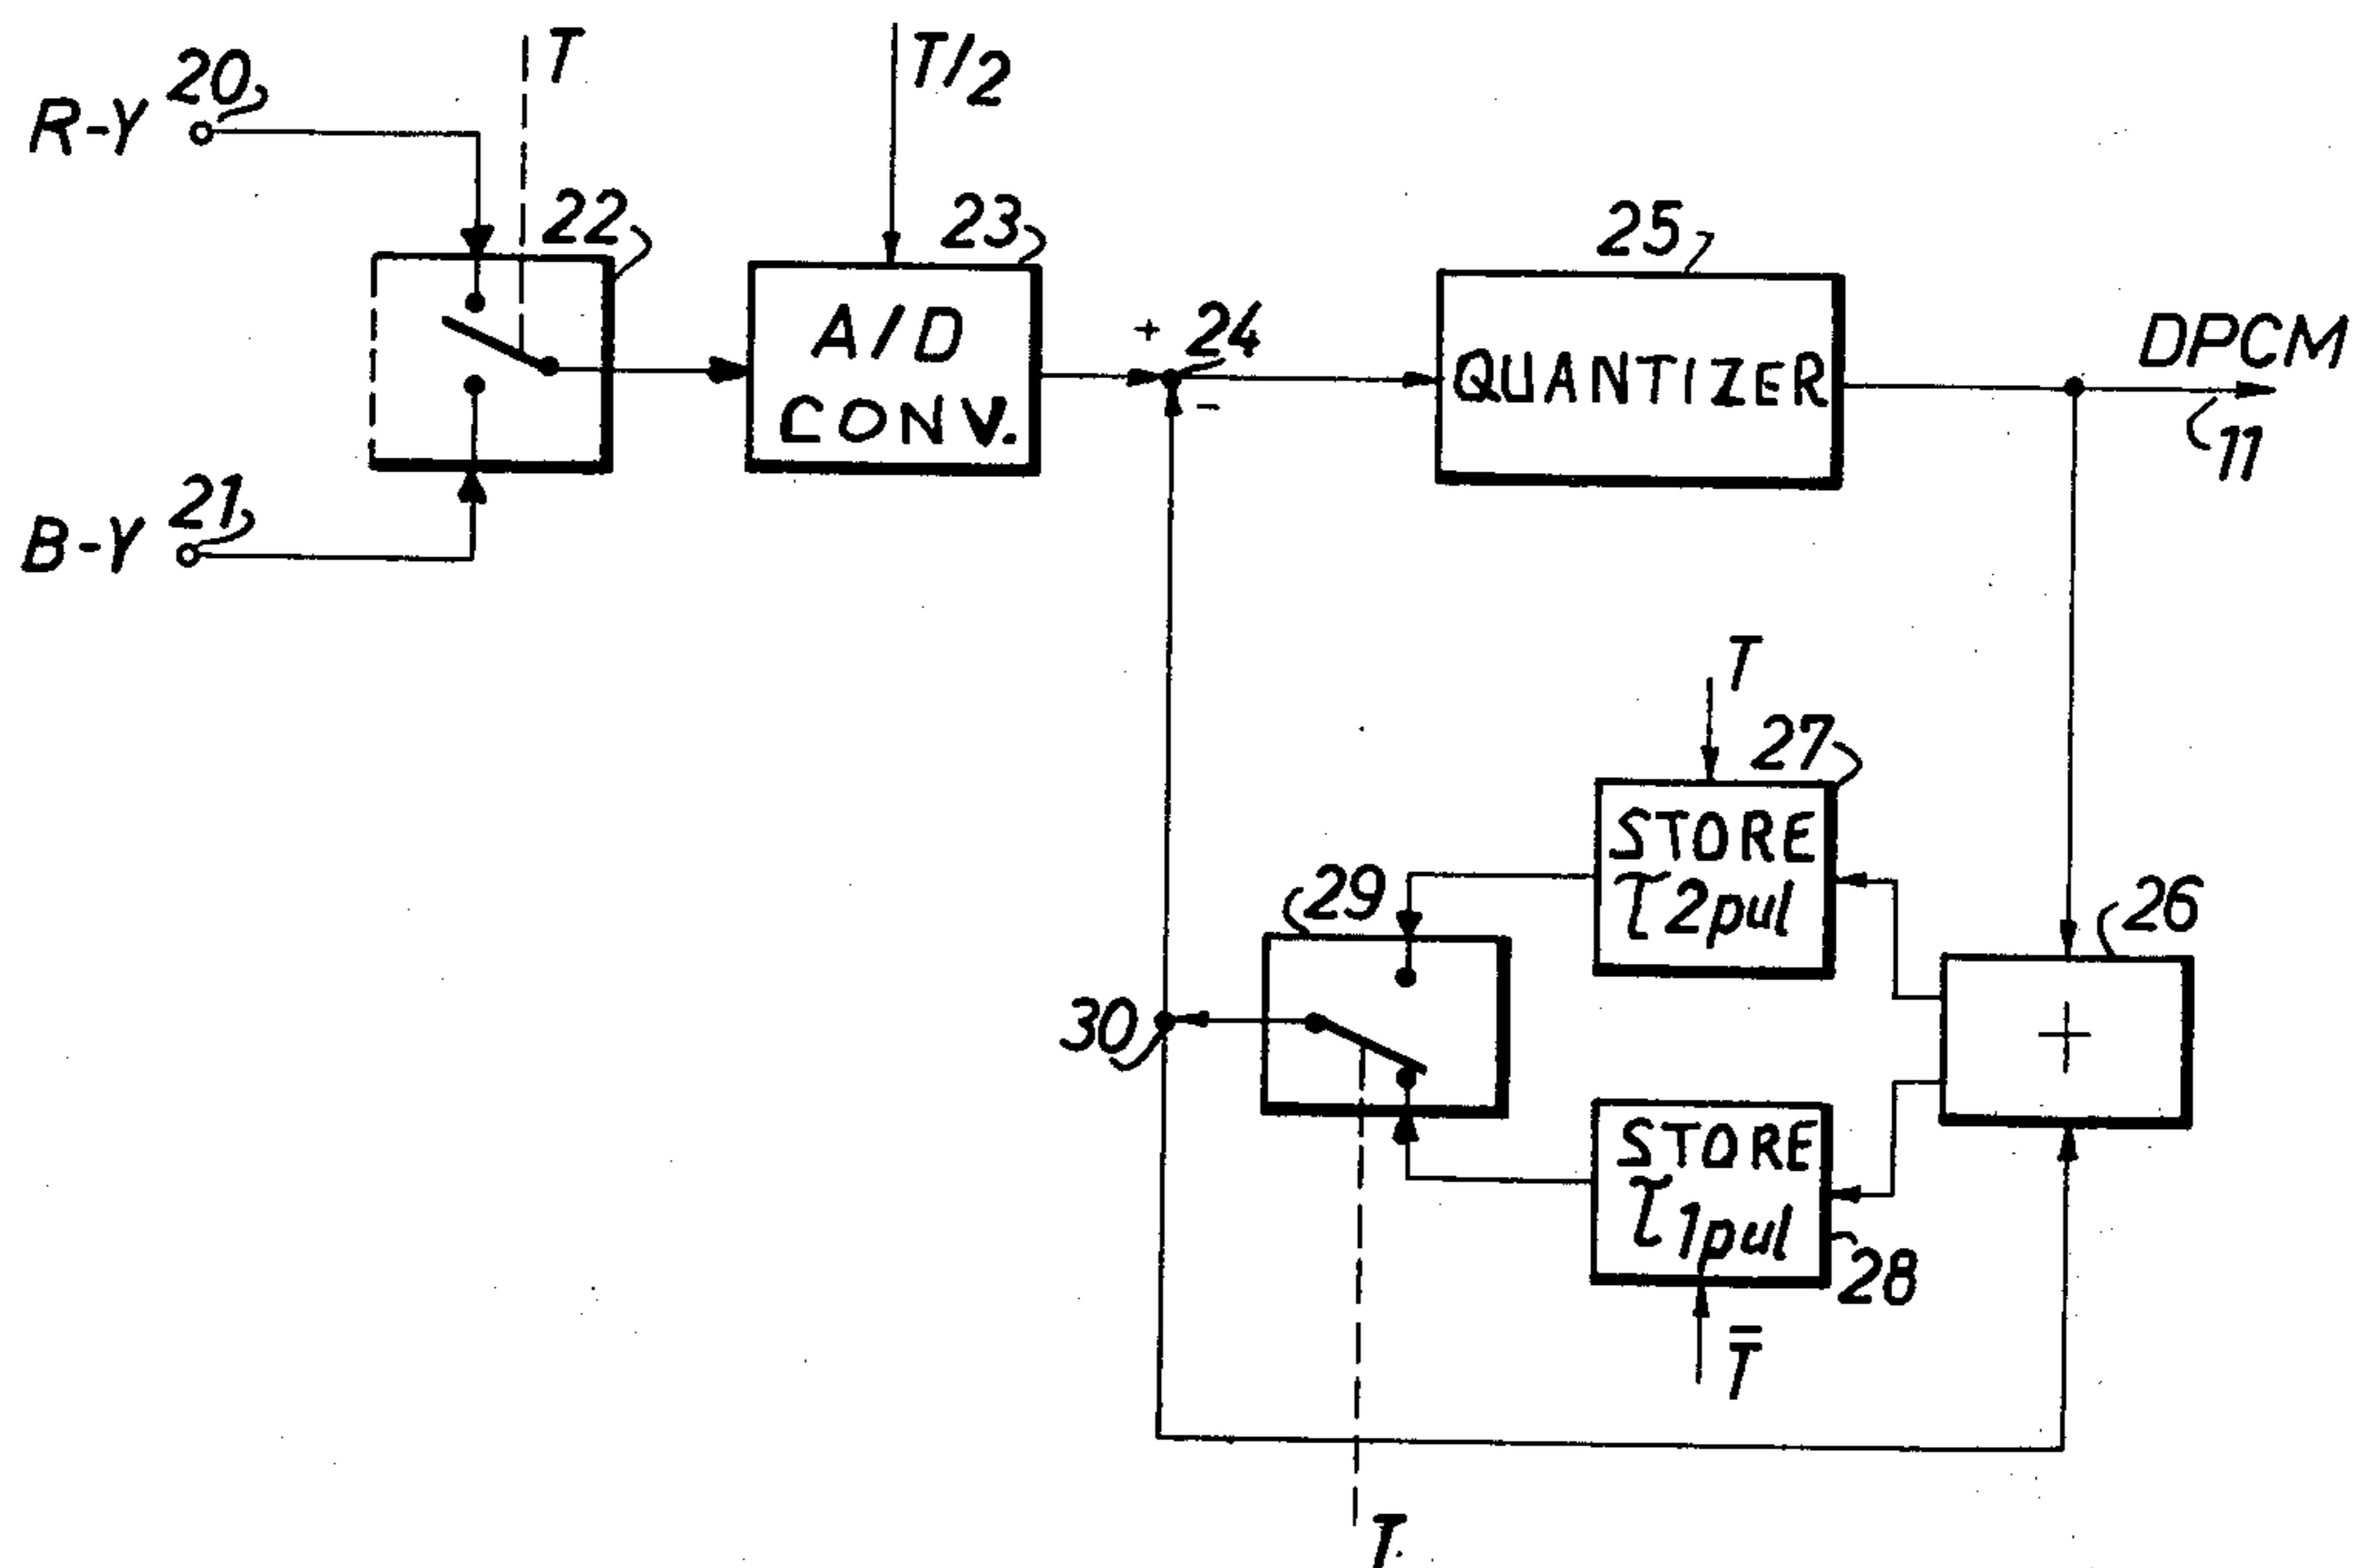 R-Y 20
T
T/2
22
23
A/D
CONV.
+ 24
-
25
QUANTIZER
DPCM
11
B-Y 21
T
27
STORE
τ2pul
29
26
+
30
STORE
τ1pul
28
T̿
T